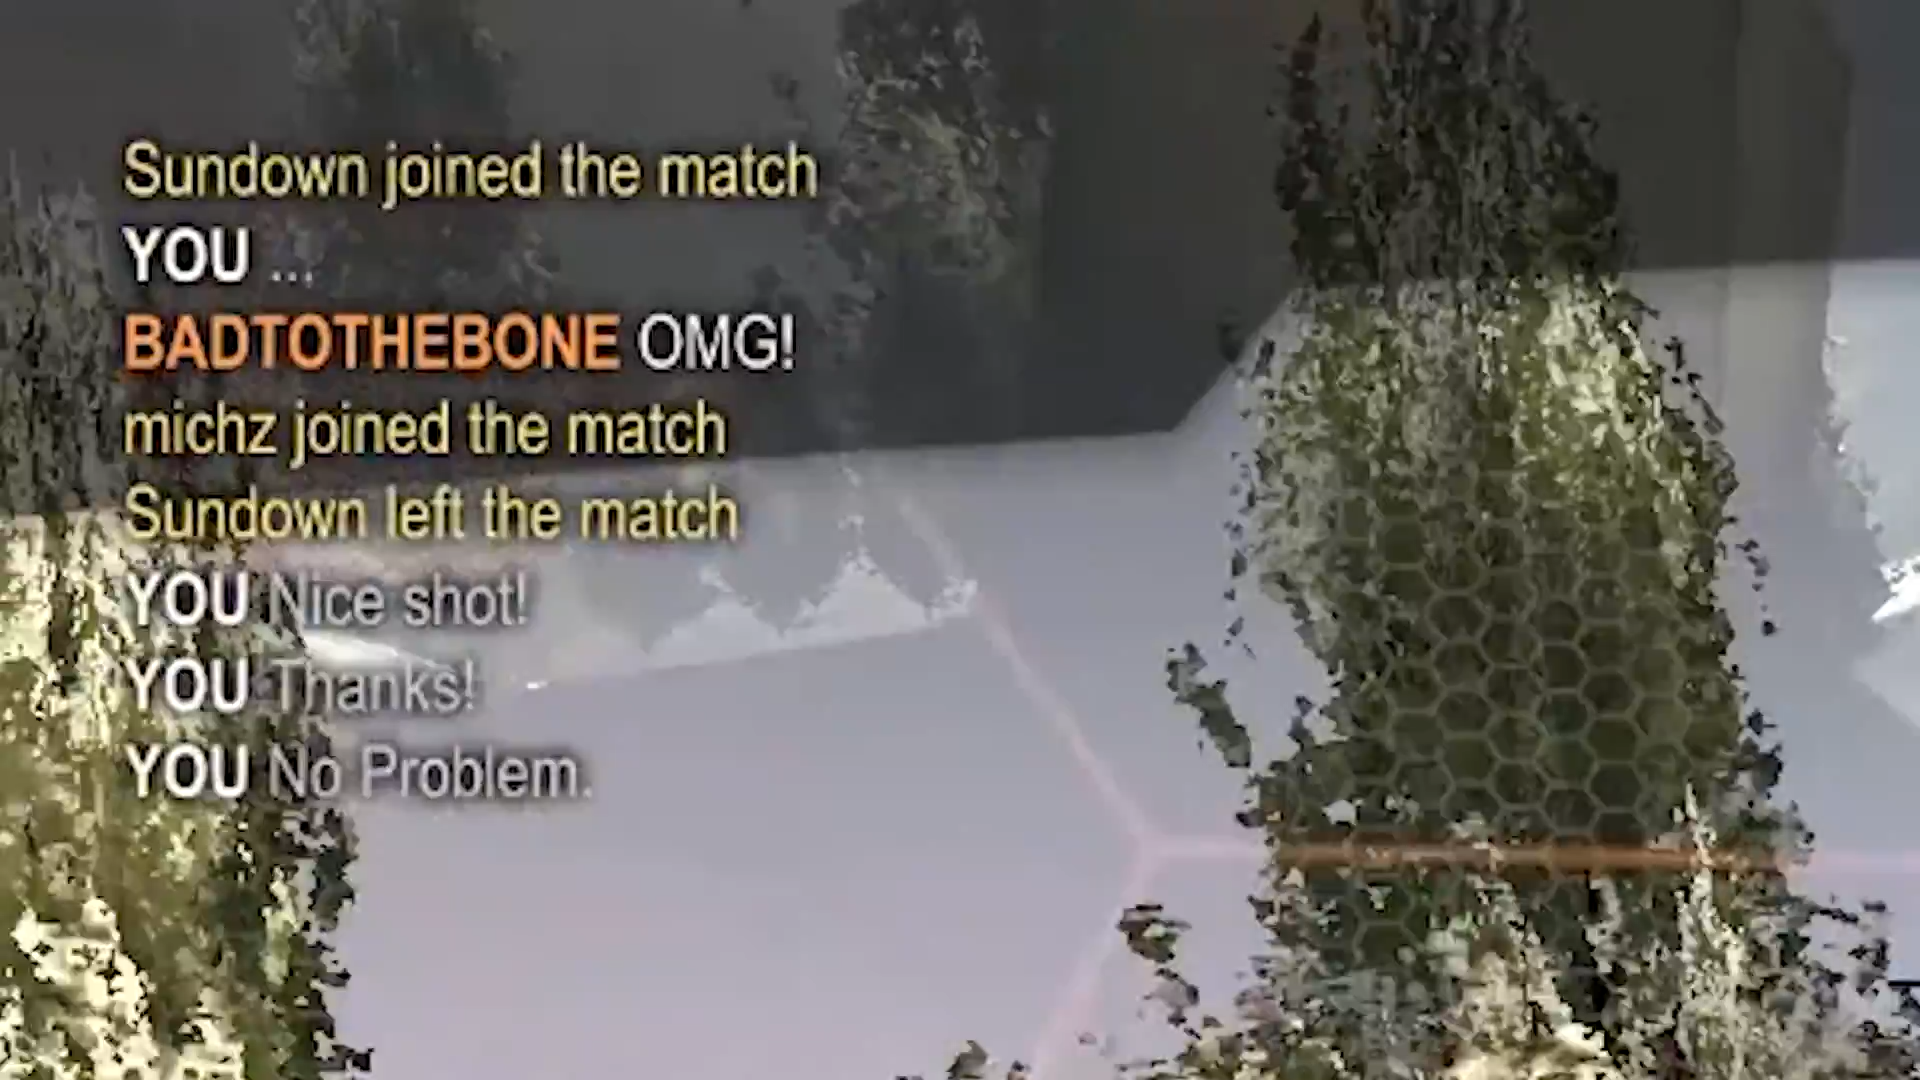 Sundown joined the match
YOU ...
BADTOTHEBONE OMG!
michz joined the match
Sundown left the match
YOU Nice shot!
YOU Thanks!
YOU No Problem.